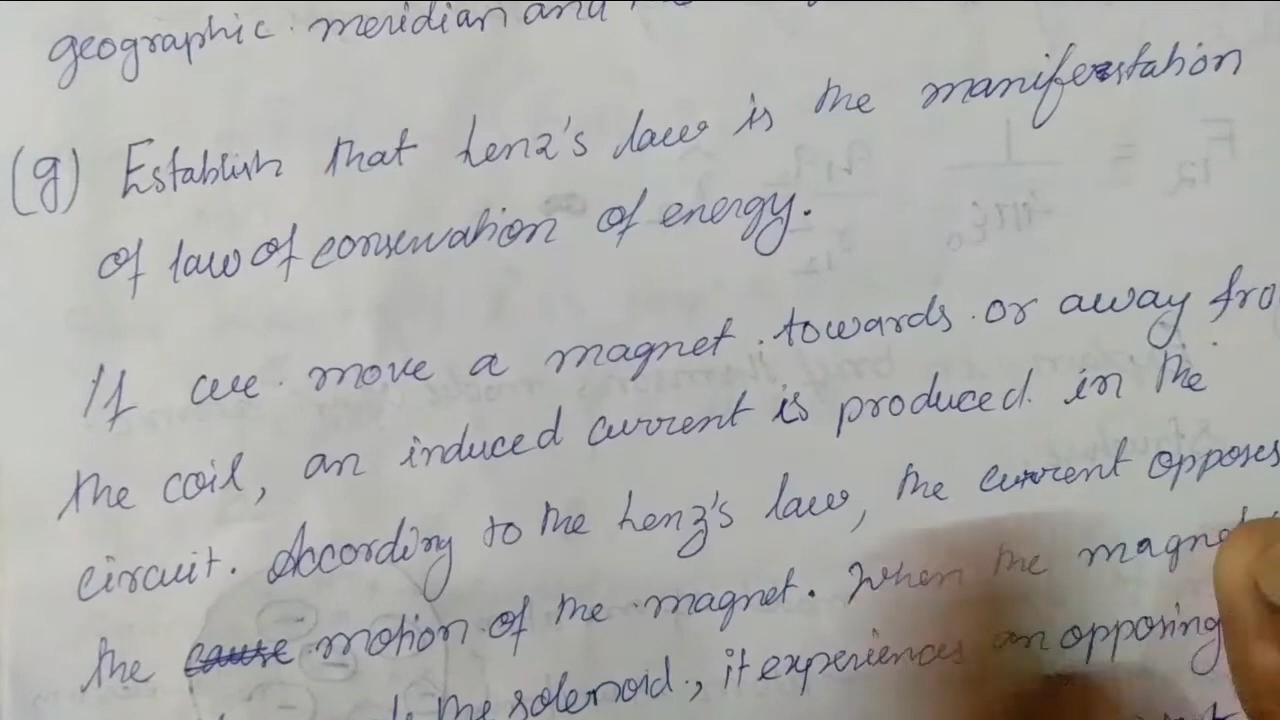 geographic meridian and
(g) Establish that Lenz's law is the manifestation
of law of conservation of energy.
If we move a magnet towards or away fro
the coil, an induced current is produced in the
circuit. According to the Lenz's law, the current opposes
the cause motion of the magnet. When the magnet
the solenoid, it experiences an opposing